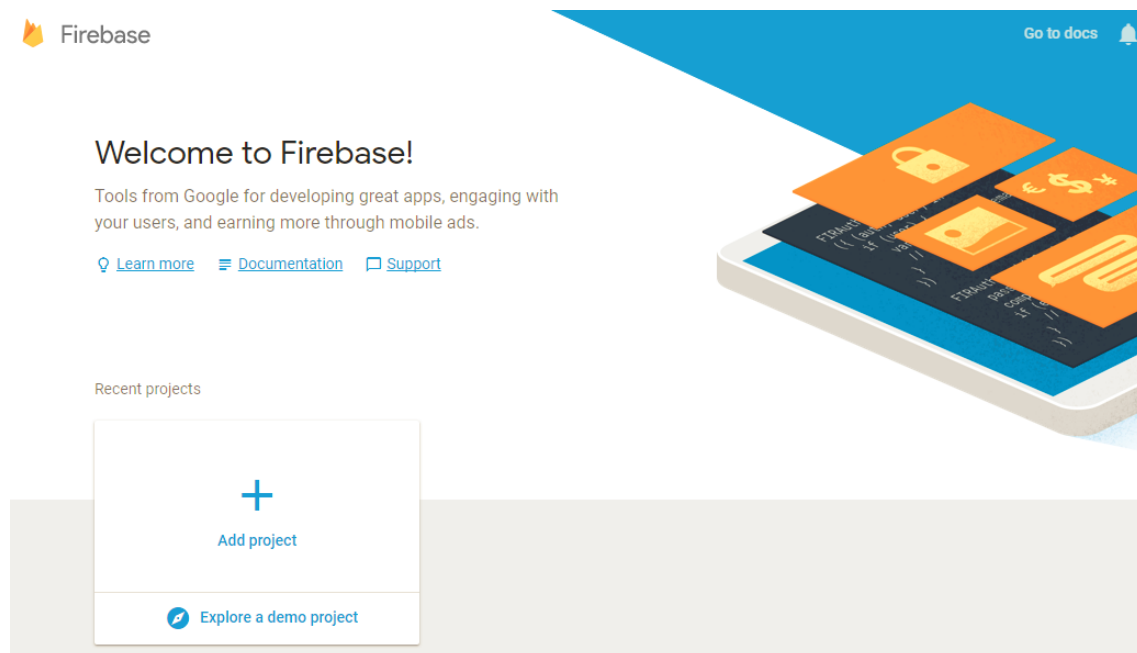 Firebase
Go to docs
Welcome to Firebase!
Tools from Google for developing great apps, engaging with
your users, and earning more through mobile ads.
Learn more Documentation Support
Recent projects
Add project
Explore a demo project